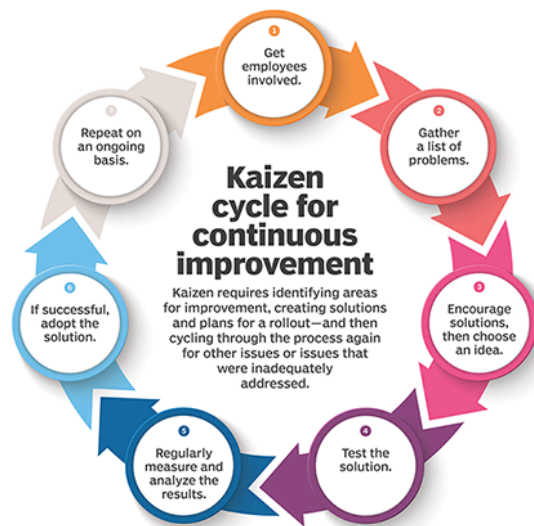 1
Get
employees
involved.
2
Gather
a list of
problems.
3
Encourage
solutions,
then choose
an idea.
4
Test the
solution.
5
Regularly
measure and
analyze the
results.
6
If successful,
adopt the
solution.
7
Repeat on
an ongoing
basis.
Kaizen
cycle for
continuous
improvement
Kaizen requires identifying areas
for improvement, creating solutions
and plans for a rollout—and then
cycling through the process again
for other issues or issues that
were inadequately
addressed.